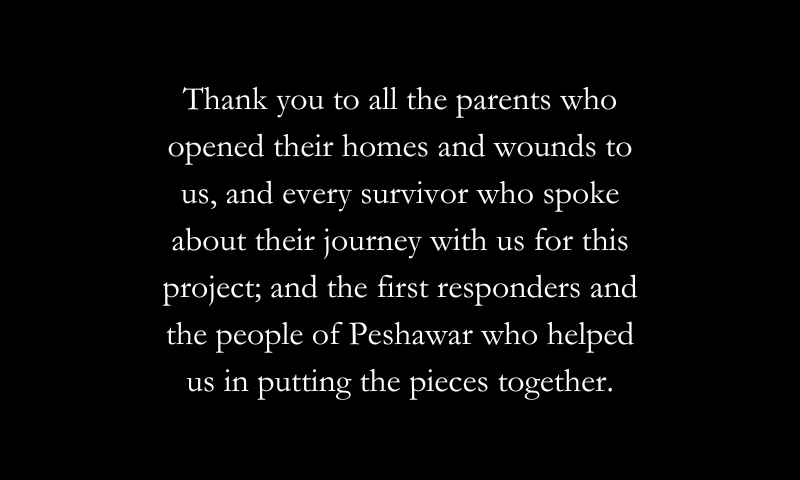 Thank you to all the parents who
opened their homes and wounds to
us, and every survivor who spoke
about their journey with us for this
project; and the first responders and
the people of Peshawar who helped
us in putting the pieces together.